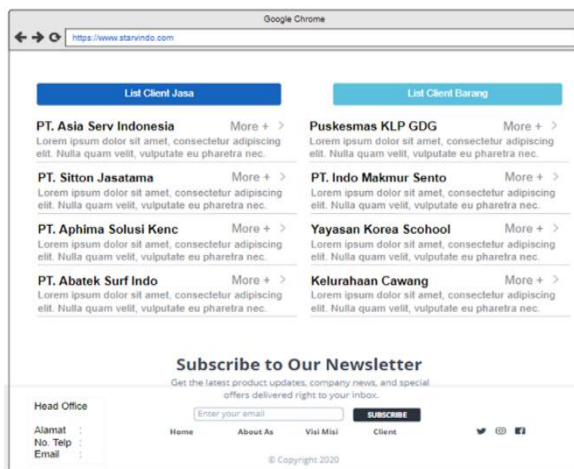 Google Chrome
https://www.starvindo.com
List Client Jasa
List Client Barang
PT. Asia Serv Indonesia More +
Lorem ipsum dolor sit amet, consectetur adipiscing
elit. Nulla quam velit, vulputate eu pharetra nec.
PT. Sitton Jasatama More +
Lorem ipsum dolor sit amet, consectetur adipiscing
elit. Nulla quam velit, vulputate eu pharetra nec.
PT. Aphima Solusi Kenc More +
Lorem ipsum dolor sit amet, consectetur adipiscing
elit. Nulla quam velit, vulputate eu pharetra nec.
PT. Abatek Surf Indo More +
Lorem ipsum dolor sit amet, consectetur adipiscing
elit. Nulla quam velit, vulputate eu pharetra nec.
Puskesmas KLP GDG More +
Lorem ipsum dolor sit amet, consectetur adipiscing
elit. Nulla quam velit, vulputate eu pharetra nec.
PT. Indo Makmur Sento More +
Lorem ipsum dolor sit amet, consectetur adipiscing
elit. Nulla quam velit, vulputate eu pharetra nec.
Yayasan Korea Scohool More +
Lorem ipsum dolor sit amet, consectetur adipiscing
elit. Nulla quam velit, vulputate eu pharetra nec.
Kelurahaan Cawang More +
Lorem ipsum dolor sit amet, consectetur adipiscing
elit. Nulla quam velit, vulputate eu pharetra nec.
Subscribe to Our Newsletter
Get the latest product updates, company news, and special
offers delivered right to your inbox.
Enter your email SUBSCRIBE
Head Office
Alamat :
No. Telp :
Email :
Home About As Visi Misi Client
© Copyright 2020